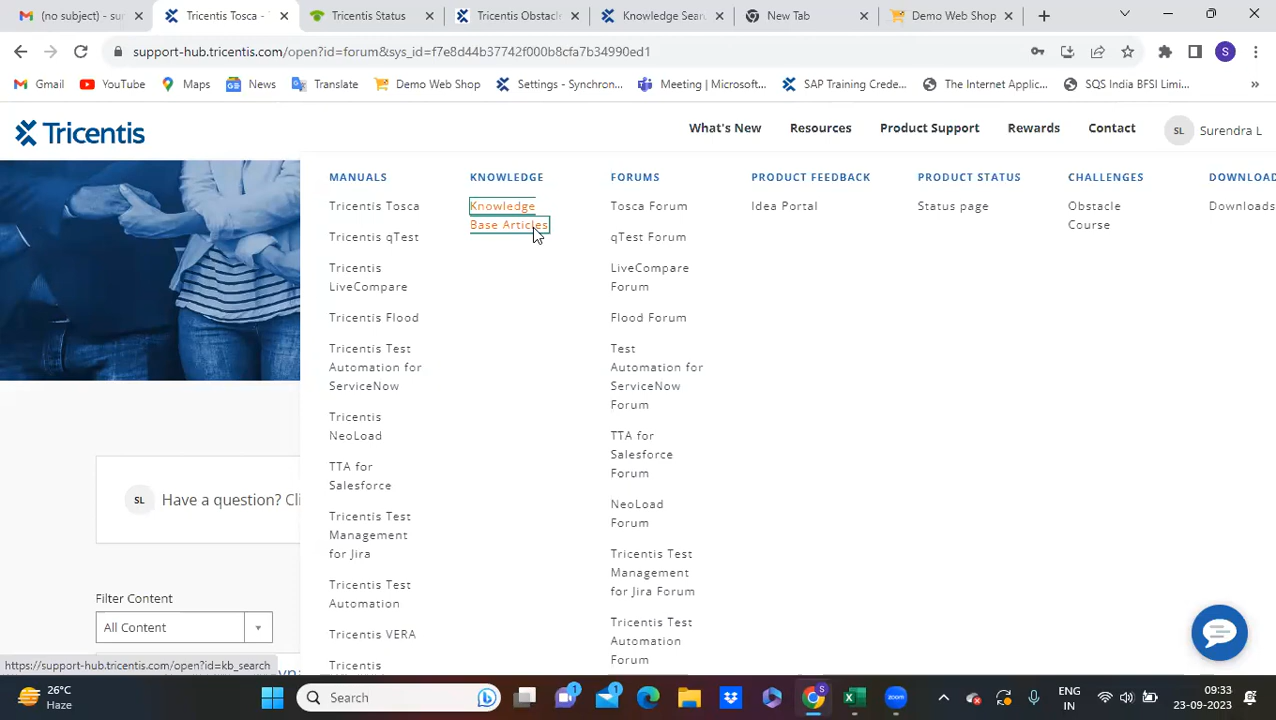 (no subject) - sur
Tricentis Tosca -
Tricentis Status
Tricentis Obstacle
Knowledge Sear
New Tab
Demo Web Shop
support-hub.tricentis.com/open?id=forum&sys_id=f7e8d44b37742f000b8cfa7b34990ed1
S
Gmail
YouTube
Maps
News
Translate
Demo Web Shop
Settings - Synchron...
Meeting | Microsoft...
SAP Training Crede...
The Internet Applic...
SQS India BFSI Limi...
Tricentis
What's New
Resources
Product Support
Rewards
Contact
SL
Surendra L
MANUALS
Tricentis Tosca
Tricentis qTest
Tricentis
LiveCompare
Tricentis Flood
Tricentis Test
Automation for
ServiceNow
Tricentis
NeoLoad
TTA for
Salesforce
Tricentis Test
Management
for Jira
Tricentis Test
Automation
Tricentis VERA
Tricentis
KNOWLEDGE
Knowledge
Base Articles
FORUMS
Tosca Forum
qTest Forum
LiveCompare
Forum
Flood Forum
Test
Automation for
ServiceNow
Forum
TTA for
Salesforce
Forum
NeoLoad
Forum
Tricentis Test
Management
for Jira Forum
Tricentis Test
Automation
Forum
PRODUCT FEEDBACK
Idea Portal
PRODUCT STATUS
Status page
CHALLENGES
Obstacle
Course
DOWNLOAD
Downloads
SL
Have a question? Cli
Filter Content
All Content
https://support-hub.tricentis.com/open?id=kb_search
26°C
Haze
Search
ENG
IN
09:33
23-09-2023